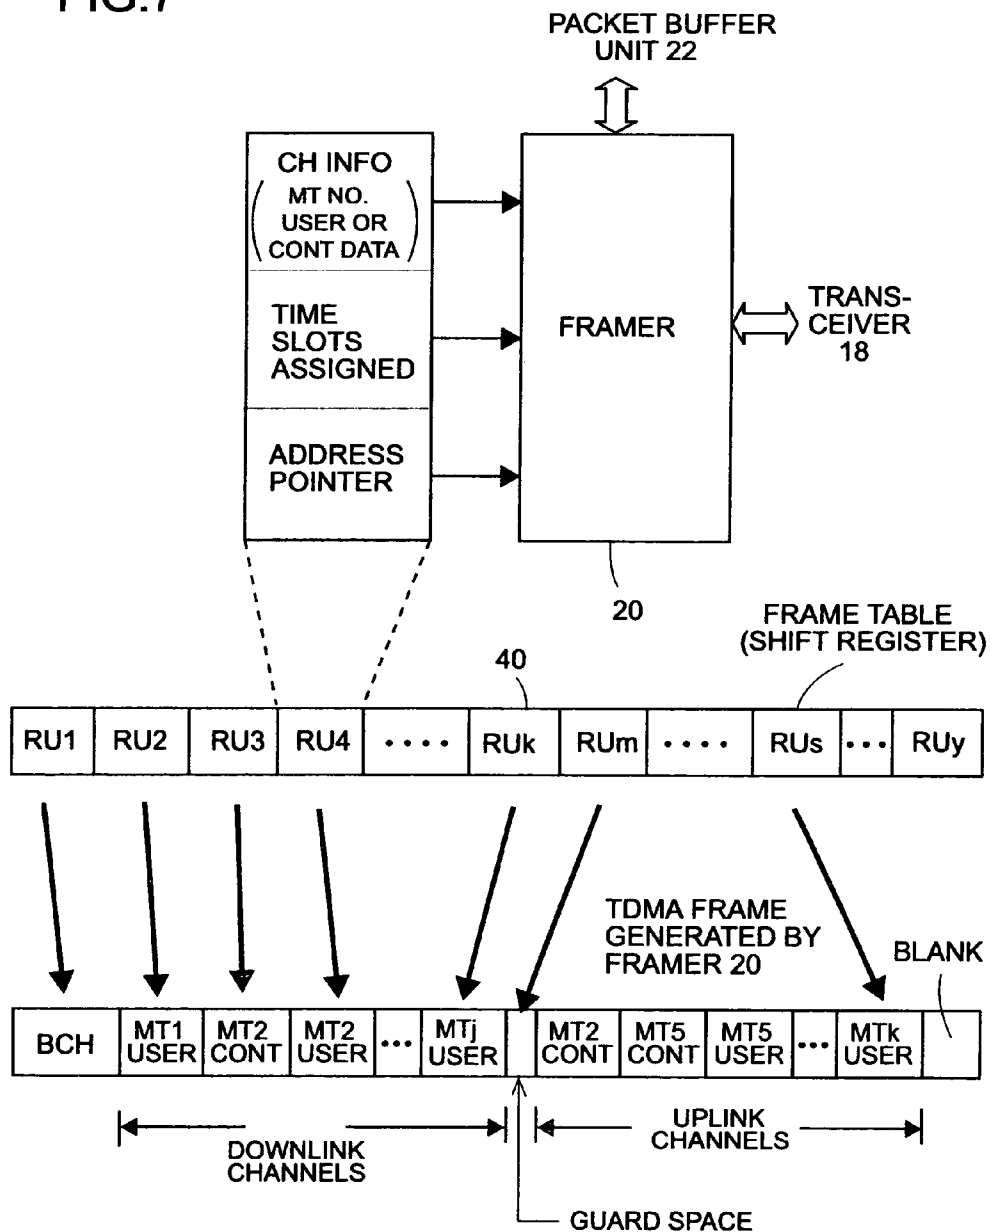 FIG.7
PACKET BUFFER
UNIT 22
CH INFO
MT NO.
USER OR
CONT DATA
TIME
SLOTS
ASSIGNED
ADDRESS
POINTER
FRAMER
TRANS-
CEIVER
18
20
FRAME TABLE
(SHIFT REGISTER)
40
RU1 RU2 RU3 RU4 ···· RUk RUm ···· RUs ··· RUy
TDMA FRAME
GENERATED BY
FRAMER 20
BLANK
BCH MT1 USER MT2 CONT MT2 USER ··· MTj USER MT2 CONT MT5 CONT MT5 USER ··· MTk USER
DOWNLINK
CHANNELS
UPLINK
CHANNELS
GUARD SPACE